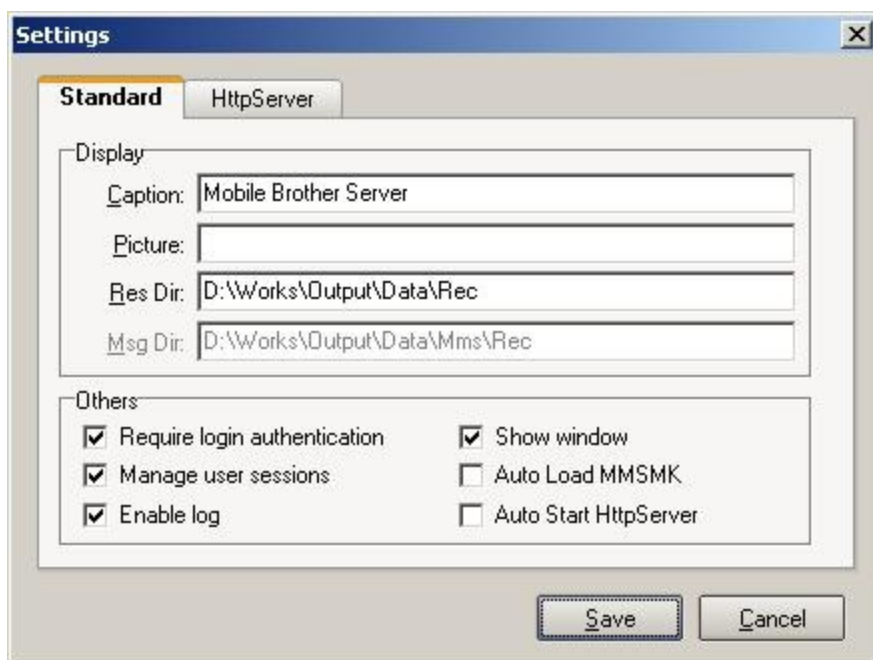 Settings
Standard HttpServer
Display
Caption: Mobile Brother Server
Picture:
Res Dir: D:\Works\Output\Data\Rec
Msg Dir: D:\Works\Output\Data\Mms\Rec
Others
Require login authentication Show window
Manage user sessions Auto Load MMSMK
Enable log Auto Start HttpServer
Save Cancel